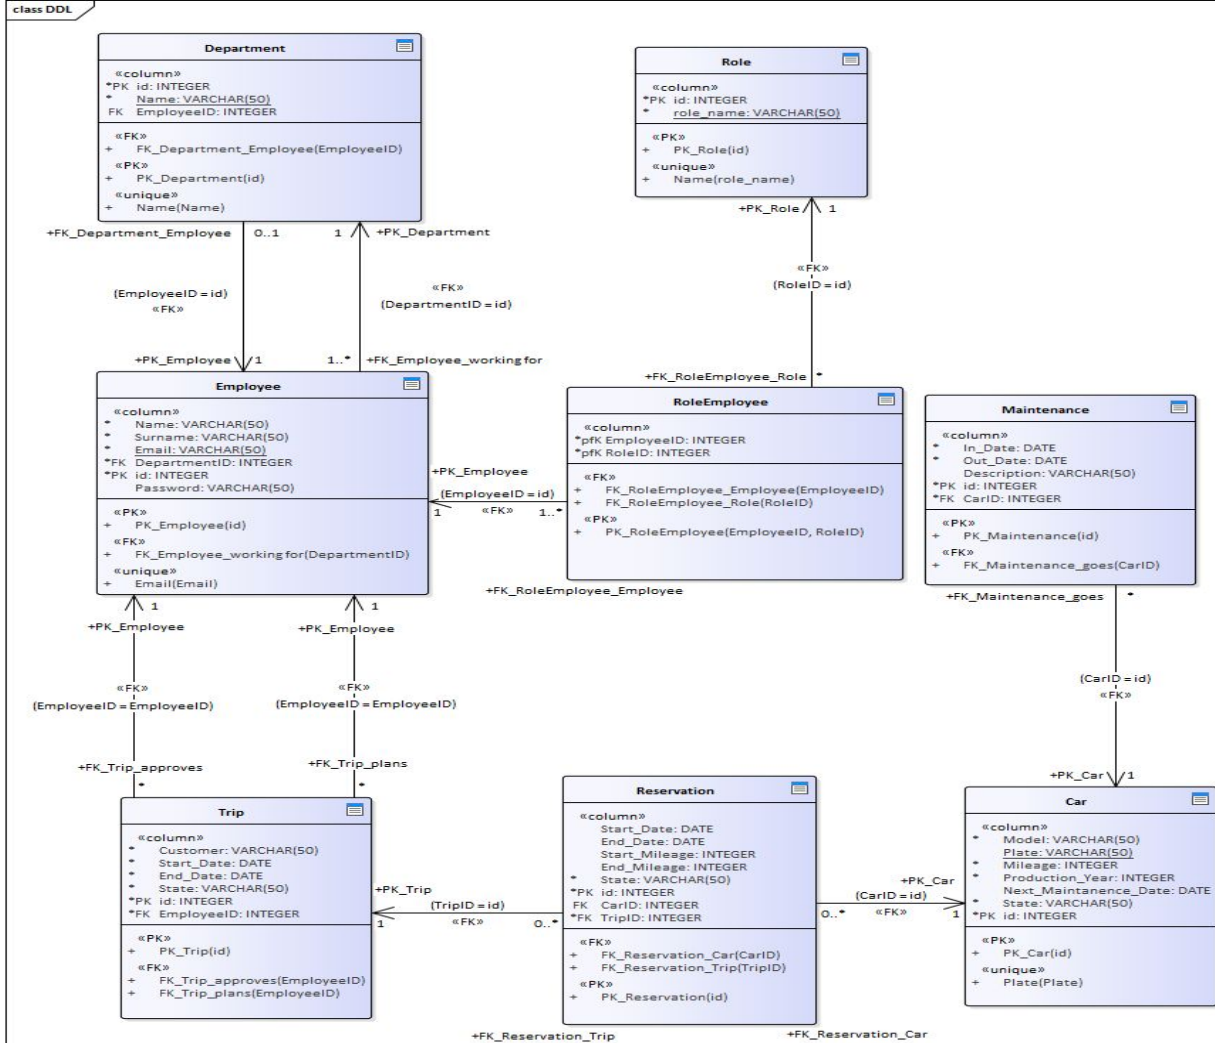 class DDL
Department
«column»
*PK id: INTEGER
* Name: VARCHAR(50)
FK EmployeeID: INTEGER
«FK»
+ FK_Department_Employee(EmployeeID)
«PK»
+ PK_Department(id)
«unique»
+ Name(Name)
Role
«column»
*PK id: INTEGER
* role_name: VARCHAR(50)
«PK»
+ PK_Role(id)
«unique»
+ Name(role_name)
+FK_Department_Employee 0..1
1 +PK_Department
(EmployeeID = id)
«FK»
«FK»
(DepartmentID = id)
+PK_Employee 1
1..* +FK_Employee_working for
+PK_Role 1
«FK»
(RoleID = id)
+FK_RoleEmployee_Role *
Employee
«column»
* Name: VARCHAR(50)
* Surname: VARCHAR(50)
* Email: VARCHAR(50)
*FK DepartmentID: INTEGER
*PK id: INTEGER
Password: VARCHAR(50)
«PK»
+ PK_Employee(id)
«FK»
+ FK_Employee_working for(DepartmentID)
«unique»
+ Email(Email)
+PK_Employee
(EmployeeID = id)
1 «FK» 1..*
+FK_RoleEmployee_Employee
RoleEmployee
«column»
*pfK EmployeeID: INTEGER
*pfK RoleID: INTEGER
«FK»
+ FK_RoleEmployee_Employee(EmployeeID)
+ FK_RoleEmployee_Role(RoleID)
«PK»
+ PK_RoleEmployee(EmployeeID, RoleID)
Maintenance
«column»
* In_Date: DATE
* Out_Date: DATE
Description: VARCHAR(50)
*PK id: INTEGER
*FK CarID: INTEGER
«PK»
+ PK_Maintenance(id)
«FK»
+ FK_Maintenance_goes(CarID)
+FK_Maintenance_goes *
(CarID = id)
«FK»
+PK_Car 1
1
+PK_Employee
«FK»
(EmployeeID = EmployeeID)
+FK_Trip_approves
*
1
+PK_Employee
«FK»
(EmployeeID = EmployeeID)
+FK_Trip_plans
*
Trip
«column»
* Customer: VARCHAR(50)
* Start_Date: DATE
* End_Date: DATE
* State: VARCHAR(50)
*PK id: INTEGER
*FK EmployeeID: INTEGER
«PK»
+ PK_Trip(id)
«FK»
+ FK_Trip_approves(EmployeeID)
+ FK_Trip_plans(EmployeeID)
+PK_Trip
(TripID = id)
1 «FK» 0..*
+FK_Reservation_Trip
Reservation
«column»
Start_Date: DATE
End_Date: DATE
Start_Mileage: INTEGER
End_Mileage: INTEGER
* State: VARCHAR(50)
*PK id: INTEGER
FK CarID: INTEGER
*FK TripID: INTEGER
«FK»
+ FK_Reservation_Car(CarID)
+ FK_Reservation_Trip(TripID)
«PK»
+ PK_Reservation(id)
+PK_Car
(CarID = id)
0..* «FK» 1
+FK_Reservation_Car
Car
«column»
* Model: VARCHAR(50)
Plate: VARCHAR(50)
* Mileage: INTEGER
* Production_Year: INTEGER
Next_Maintanence_Date: DATE
* State: VARCHAR(50)
*PK id: INTEGER
«PK»
+ PK_Car(id)
«unique»
+ Plate(Plate)